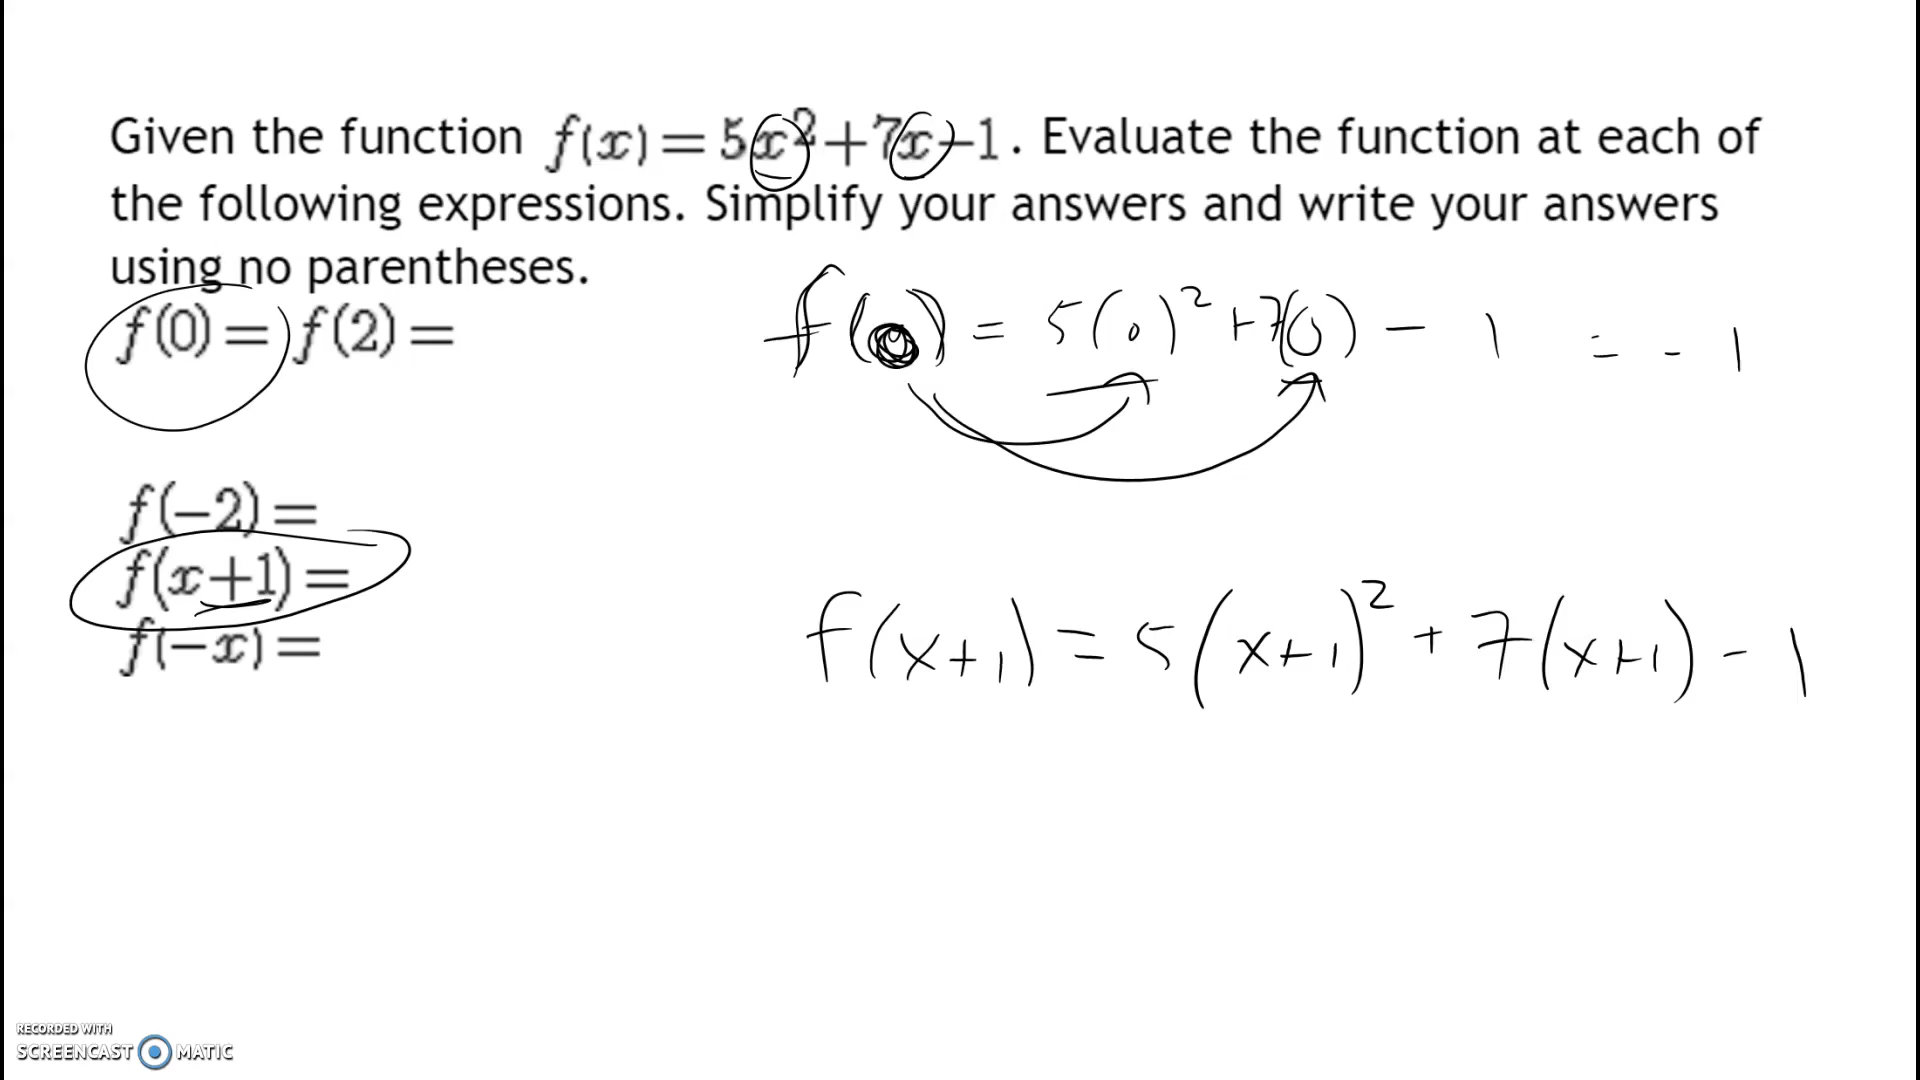 Given the function f(x) = 5x²+7x−1. Evaluate the function at each of
the following expressions. Simplify your answers and write your answers
using no parentheses.
f(0) = f(2) =
f(0) = 5(0)² + 7(0) − 1 = −1
f(−2) =
f(x+1) =
f(−x) =
f(x+1) = 5(x+1)² + 7(x+1) − 1
RECORDED WITH
SCREENCAST MATIC